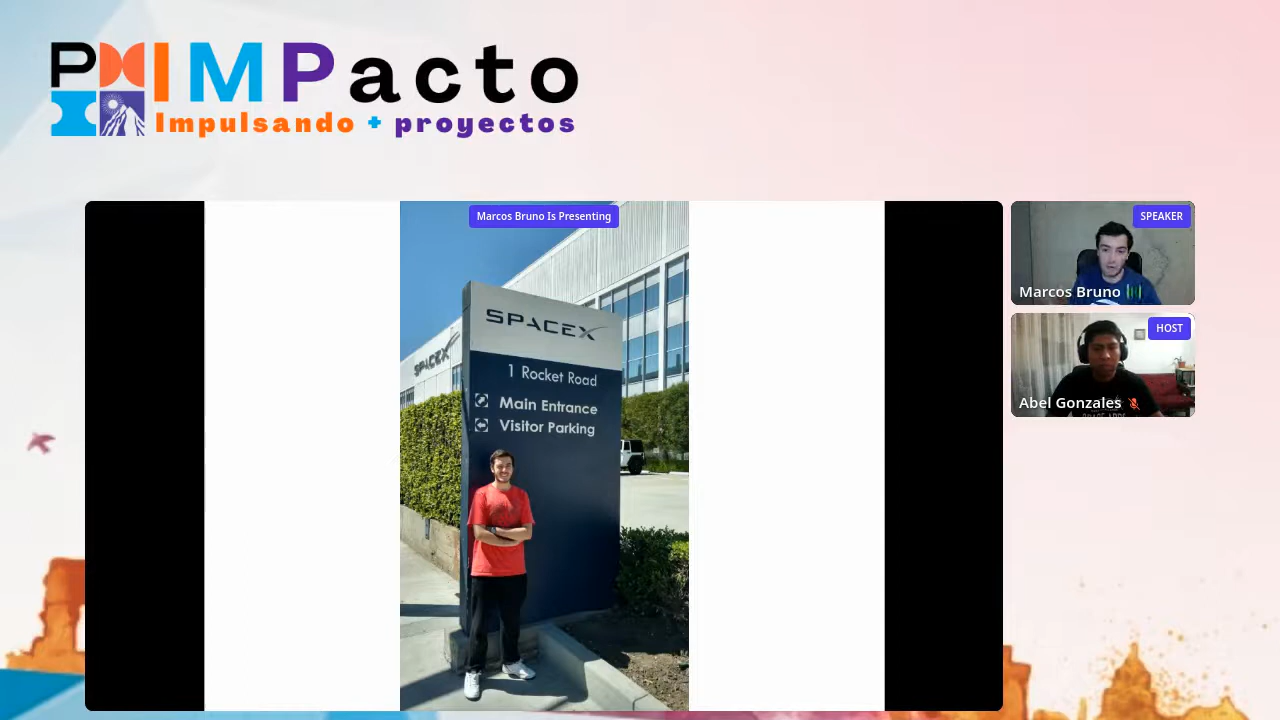 IMPacto
Impulsando + proyectos
Marcos Bruno Is Presenting
SPACEX
SPACEX
1 Rocket Road
Main Entrance
Visitor Parking
SPEAKER
Marcos Bruno
HOST
Abel Gonzales